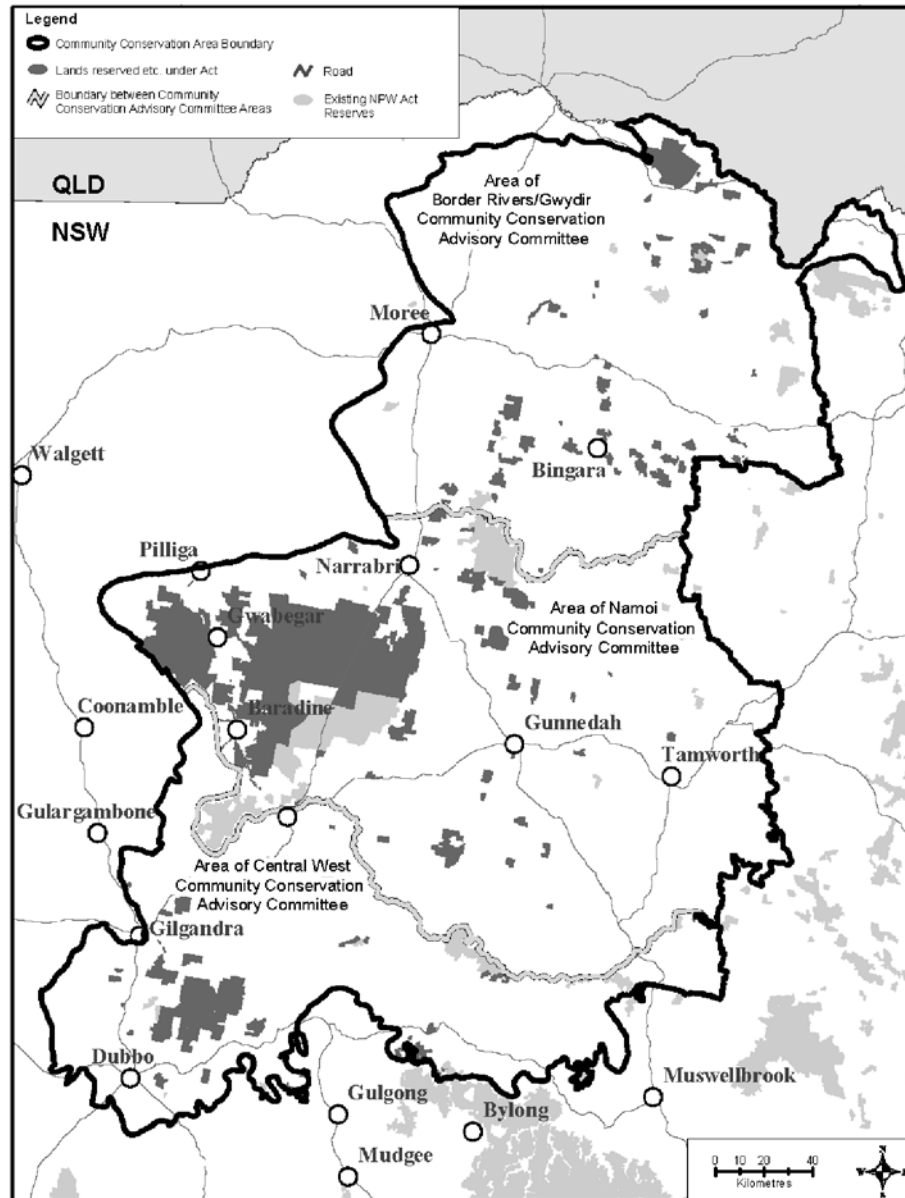 Legend
Community Conservation Area Boundary
Lands reserved etc. under Act
Road
Boundary between Community
Conservation Advisory Committee Areas
Existing NPW Act
Reserves
QLD
NSW
Area of
Border Rivers/Gwydir
Community Conservation
Advisory Committee
Moree
Walgett
Bingara
Pilliga
Narrabri
Gwabegar
Area of Namoi
Community Conservation
Advisory Committee
Coonamble
Baradine
Gunnedah
Tamworth
Gulargambone
Area of Central West
Community Conservation
Advisory Committee
Gilgandra
Dubbo
Gulgong
Bylong
Muswellbrook
Mudgee
0 10 20 40
Kilometres
N
W
E
S